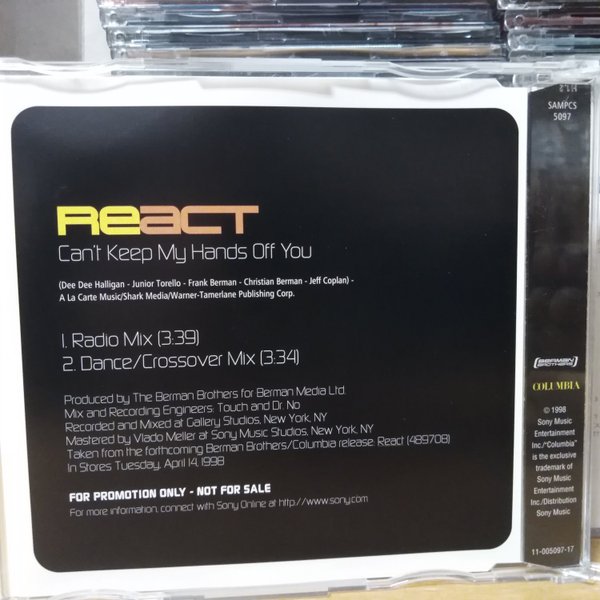 REACT
Can't Keep My Hands Off You
(Dee Dee Halligan - Junior Torello - Frank Berman - Christian Berman - Jeff Coplan) -
A La Carte Music/Shark Media/Warner-Tamerlane Publishing Corp.
1. Radio Mix (3:39)
2. Dance/Crossover Mix (3:34)
Produced by The Berman Brothers for Berman Media Ltd.
Mix and Recording Engineers: Touch and Dr. No
Recorded and Mixed at Gallery Studios, New York, NY
Mastered by Vlado Meller at Sony Music Studios, New York, NY
Taken from the forthcoming Berman Brothers/Columbia release: React (489708)
In Stores Tuesday, April 14, 1998
FOR PROMOTION ONLY - NOT FOR SALE
For more information, connect with Sony Online at http://www.sony.com
SAMPCS
5097
BERMAN
BROTHERS
COLUMBIA
© 1998
Sony Music
Entertainment
Inc./"Columbia"
is the exclusive
trademark of
Sony Music
Entertainment
Inc./Distribution
Sony Music
11-005097-17